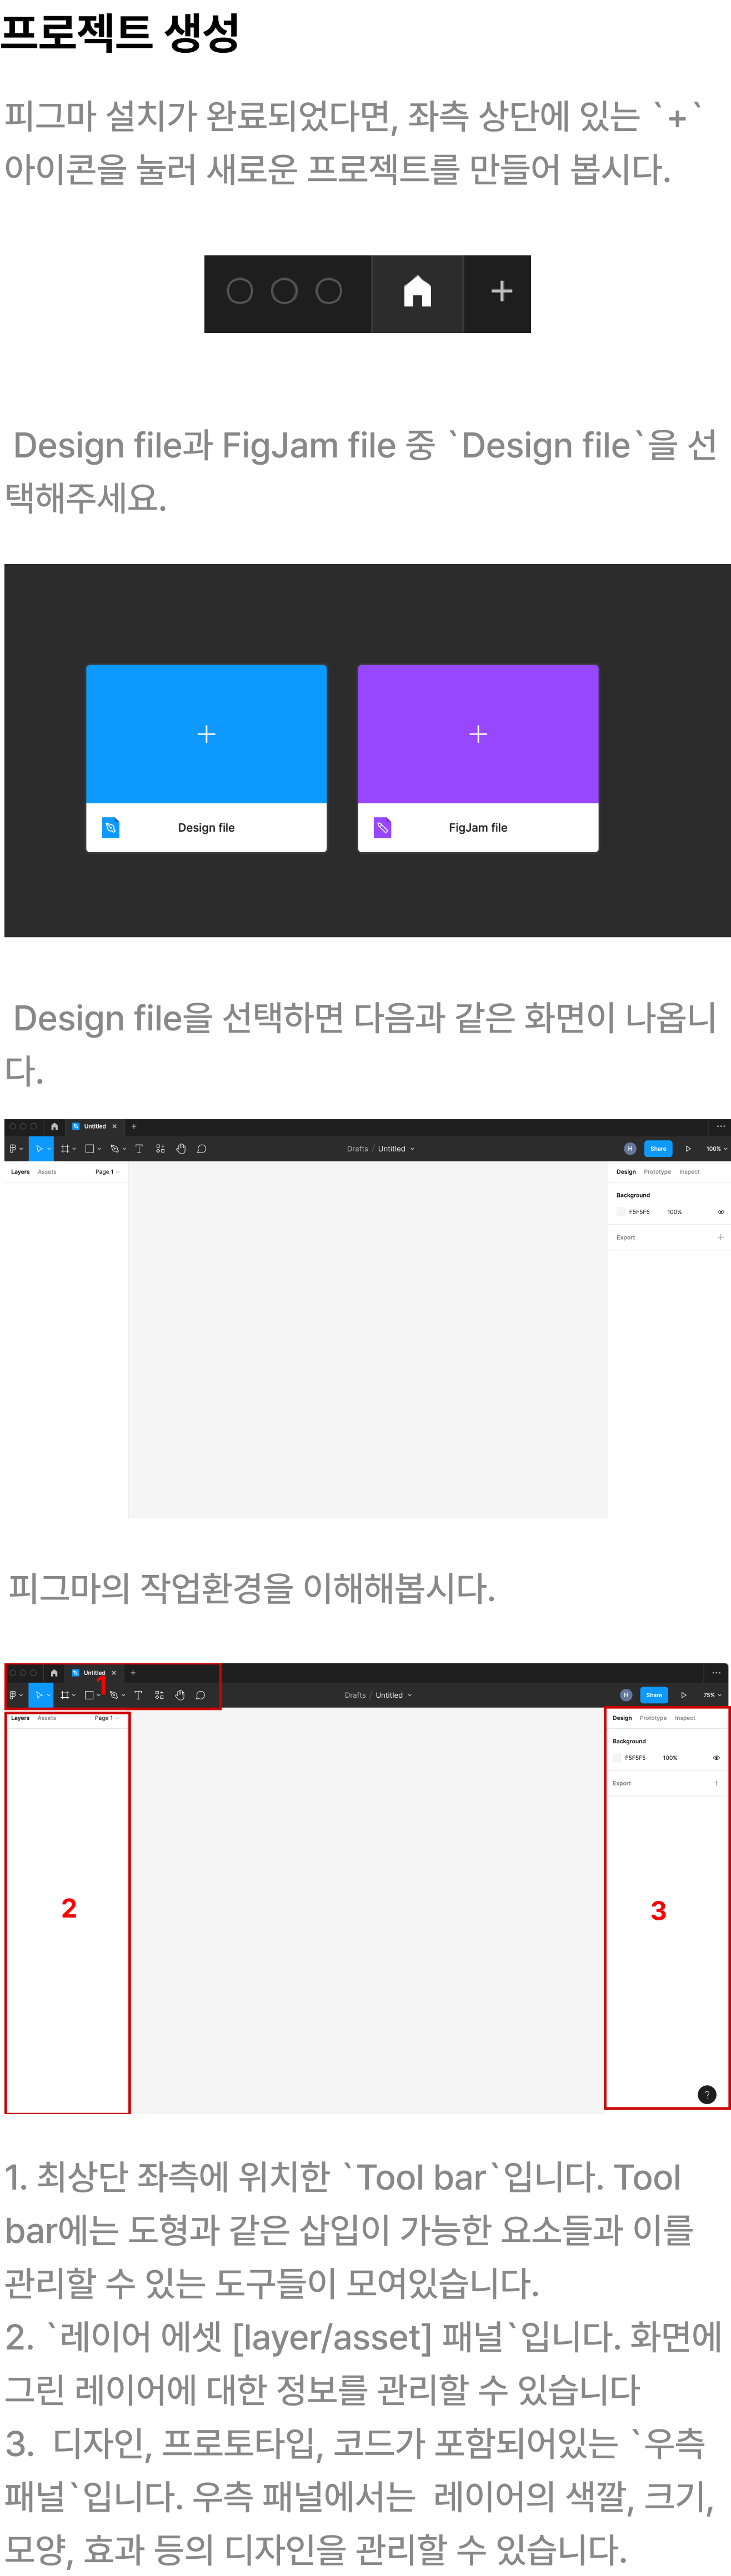 프로젝트 생성
피그마 설치가 완료되었다면, 좌측 상단에 있는 `+`
아이콘을 눌러 새로운 프로젝트를 만들어 봅시다.
Design file과 FigJam file 중 `Design file`을 선
택해주세요.
Design file
FigJam file
Design file을 선택하면 다음과 같은 화면이 나옵니
다.
Untitled
Drafts / Untitled
H
Share
100%
Layers Assets Page 1
Design Prototype Inspect
Background
F5F5F5 100%
Export
피그마의 작업환경을 이해해봅시다.
Untitled
1
Drafts / Untitled
H
Share
75%
Layers Assets Page 1
Design Prototype Inspect
Background
F5F5F5 100%
Export
2
3
?
1. 최상단 좌측에 위치한 `Tool bar`입니다. Tool
bar에는 도형과 같은 삽입이 가능한 요소들과 이를
관리할 수 있는 도구들이 모여있습니다.
2. `레이어 에셋 [layer/asset] 패널`입니다. 화면에
그린 레이어에 대한 정보를 관리할 수 있습니다
3. 디자인, 프로토타입, 코드가 포함되어있는 `우측
패널`입니다. 우측 패널에서는 레이어의 색깔, 크기,
모양, 효과 등의 디자인을 관리할 수 있습니다.